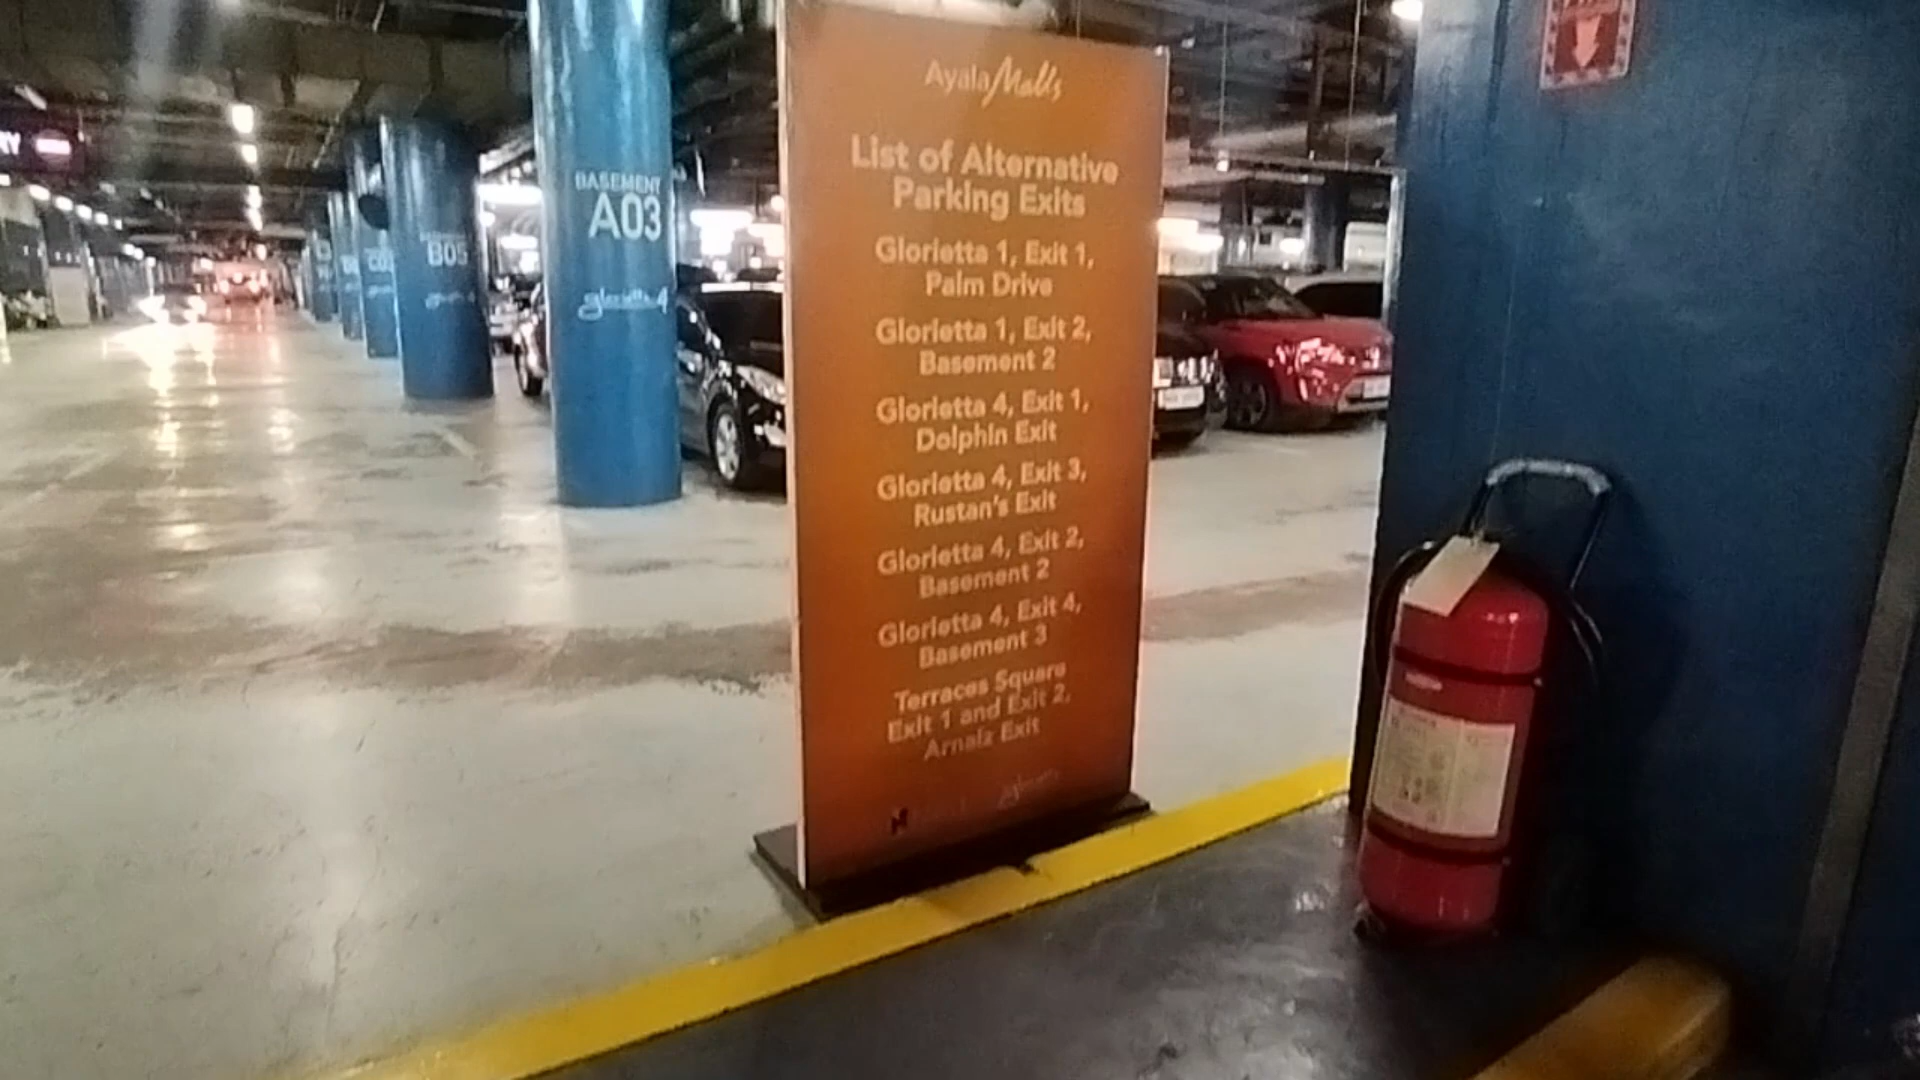 RY
BASEMENT
A03
glorietta 4
B05
Ayala Malls
List of Alternative
Parking Exits
Glorietta 1, Exit 1,
Palm Drive
Glorietta 1, Exit 2,
Basement 2
Glorietta 4, Exit 1,
Dolphin Exit
Glorietta 4, Exit 3,
Rustan's Exit
Glorietta 4, Exit 2,
Basement 2
Glorietta 4, Exit 4,
Basement 3
Terraces Square
Exit 1 and Exit 2,
Arnaiz Exit